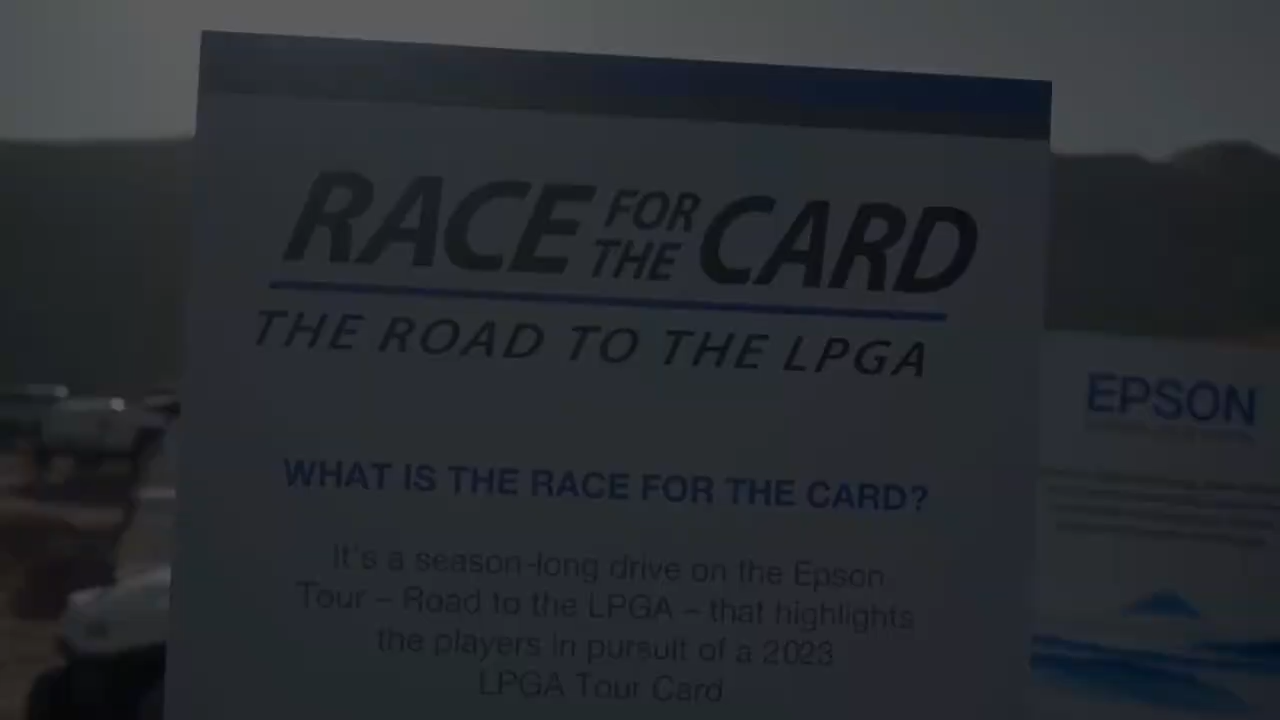 RACE FOR THE CARD
THE ROAD TO THE LPGA
WHAT IS THE RACE FOR THE CARD?
It's a season-long drive on the Epson
Tour – Road to the LPGA – that highlights
the players in pursuit of a 2023
LPGA Tour Card
EPSON